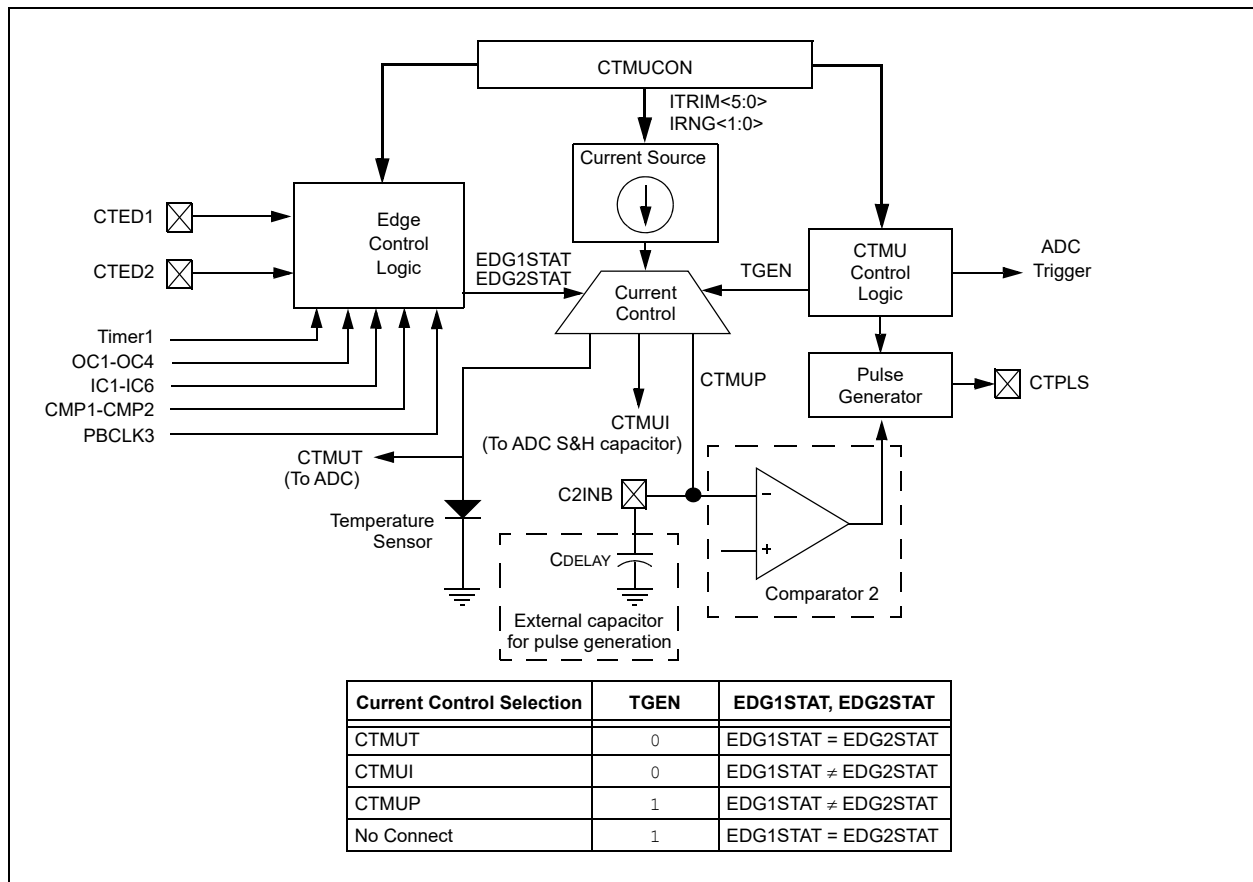 CTMUCON
ITRIM<5:0>
IRNG<1:0>
Current Source
CTED1
CTED2
Edge
Control
Logic
EDG1STAT
EDG2STAT
Current
Control
TGEN
CTMU
Control
Logic
ADC
Trigger
Timer1
OC1-OC4
IC1-IC6
CMP1-CMP2
PBCLK3
CTMUP
Pulse
Generator
CTPLS
CTMUI
(To ADC S&H capacitor)
CTMUT
(To ADC)
C2INB
Temperature
Sensor
CDELAY
−
+
Comparator 2
External capacitor
for pulse generation
Current Control Selection TGEN EDG1STAT, EDG2STAT
CTMUT 0 EDG1STAT = EDG2STAT
CTMUI 0 EDG1STAT ≠ EDG2STAT
CTMUP 1 EDG1STAT ≠ EDG2STAT
No Connect 1 EDG1STAT = EDG2STAT